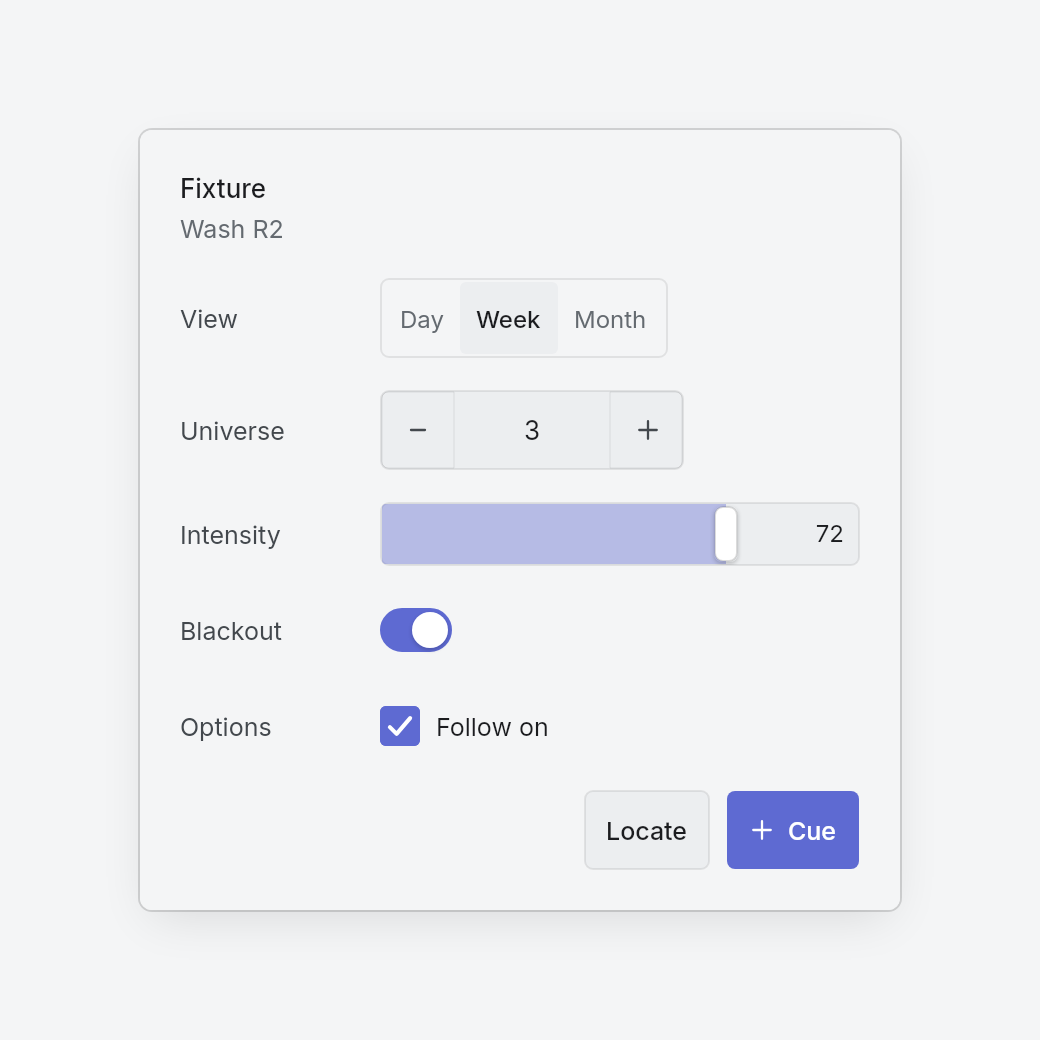 Fixture
Wash R2
View Day Week Month
Universe − 3 +
Intensity 72
Blackout
Options Follow on
Locate + Cue